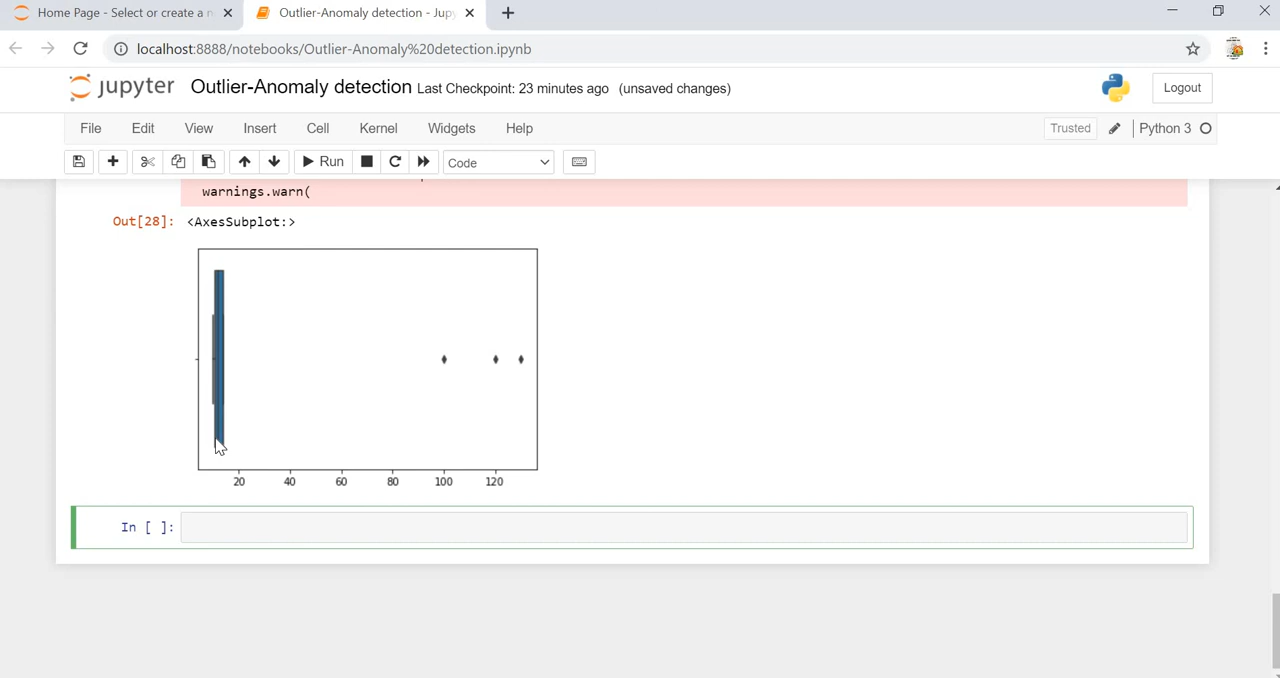 Home Page - Select or create a n
Outlier-Anomaly detection - Jup
localhost:8888/notebooks/Outlier-Anomaly%20detection.ipynb
jupyter Outlier-Anomaly detection Last Checkpoint: 23 minutes ago (unsaved changes)
Logout
File Edit View Insert Cell Kernel Widgets Help
Trusted Python 3
Run Code
warnings.warn(
Out[28]: <AxesSubplot:>
20 40 60 80 100 120
In [ ]: